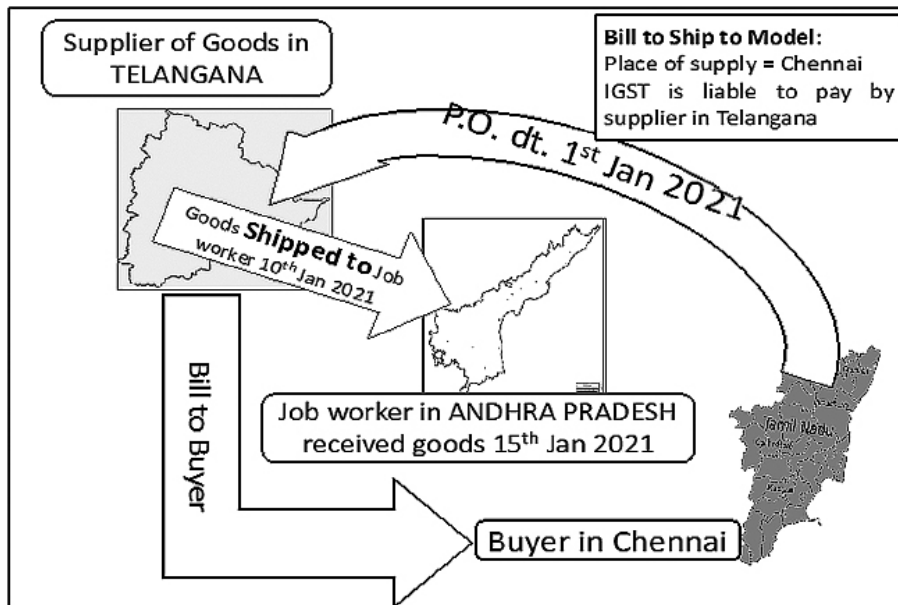 Supplier of Goods in
TELANGANA
Bill to Ship to Model:
Place of supply = Chennai
IGST is liable to pay by
supplier in Telangana
P.O. dt. 1st Jan 2021
Goods Shipped to Job
worker 10th Jan 2021
Job worker in ANDHRA PRADESH
received goods 15th Jan 2021
Bill to Buyer
Tamil Nadu
Buyer in Chennai